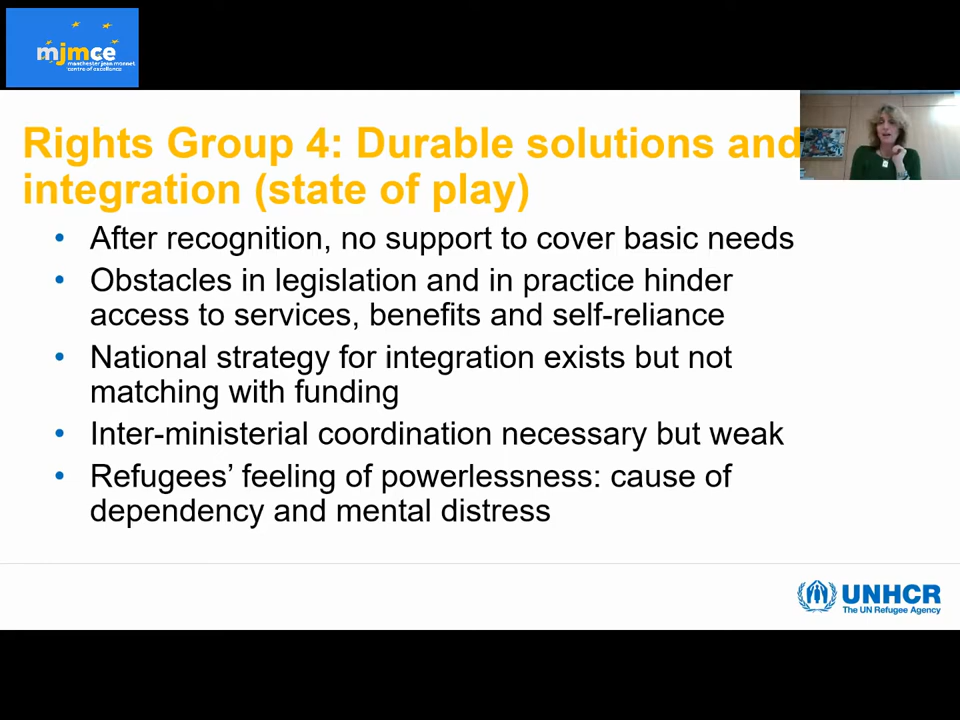 mjmce
manchester jean monnet
centre of excellence
Rights Group 4: Durable solutions and
integration (state of play)
• After recognition, no support to cover basic needs
• Obstacles in legislation and in practice hinder
access to services, benefits and self-reliance
• National strategy for integration exists but not
matching with funding
• Inter-ministerial coordination necessary but weak
• Refugees’ feeling of powerlessness: cause of
dependency and mental distress
UNHCR
The UN Refugee Agency